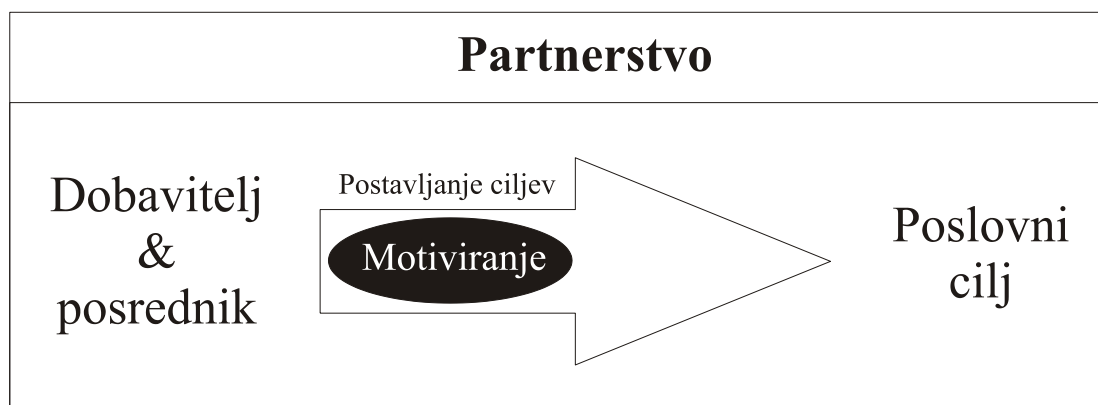 Partnerstvo
Dobavitelj
&
posrednik
Postavljanje ciljev
Motiviranje
Poslovni
cilj